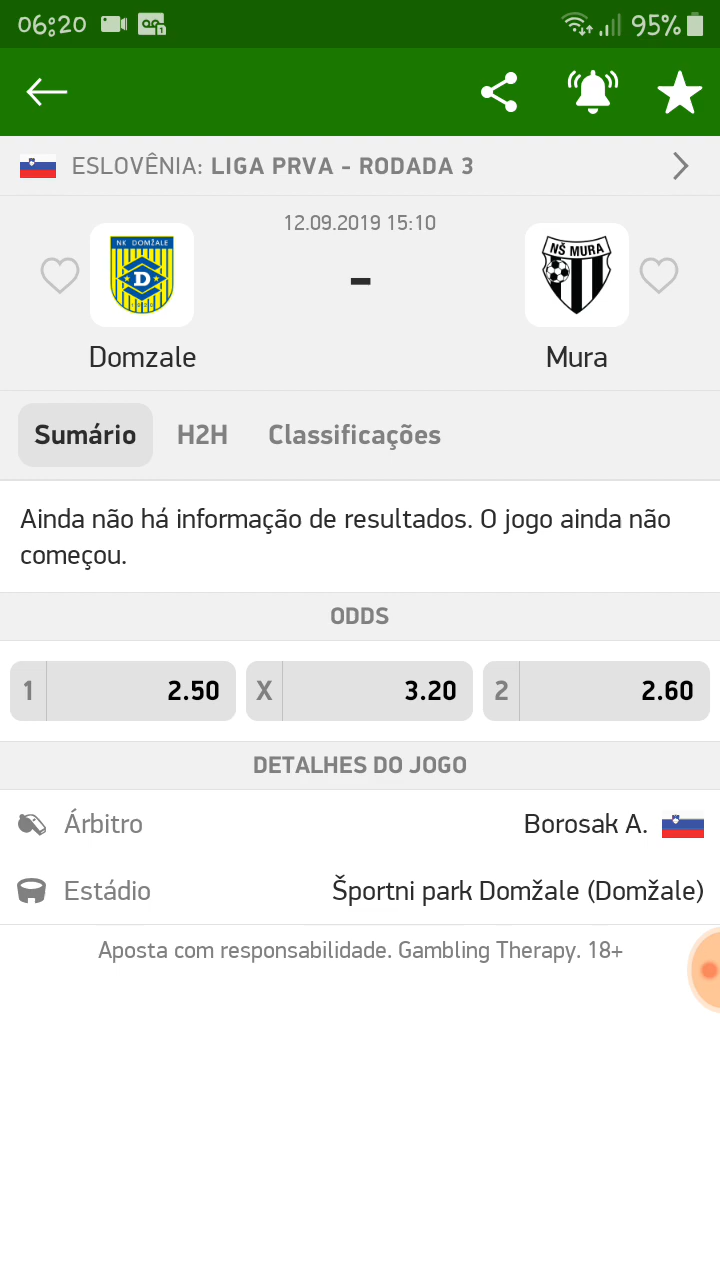 06:20 1 95%
ESLOVÊNIA: LIGA PRVA - RODADA 3
12.09.2019 15:10
NK DOMŽALE
D
NŠ MURA
-
Domzale Mura
Sumário H2H Classificações
Ainda não há informação de resultados. O jogo ainda não
começou.
ODDS
1 2.50 X 3.20 2 2.60
DETALHES DO JOGO
Árbitro Borosak A.
Estádio Športni park Domžale (Domžale)
Aposta com responsabilidade. Gambling Therapy. 18+